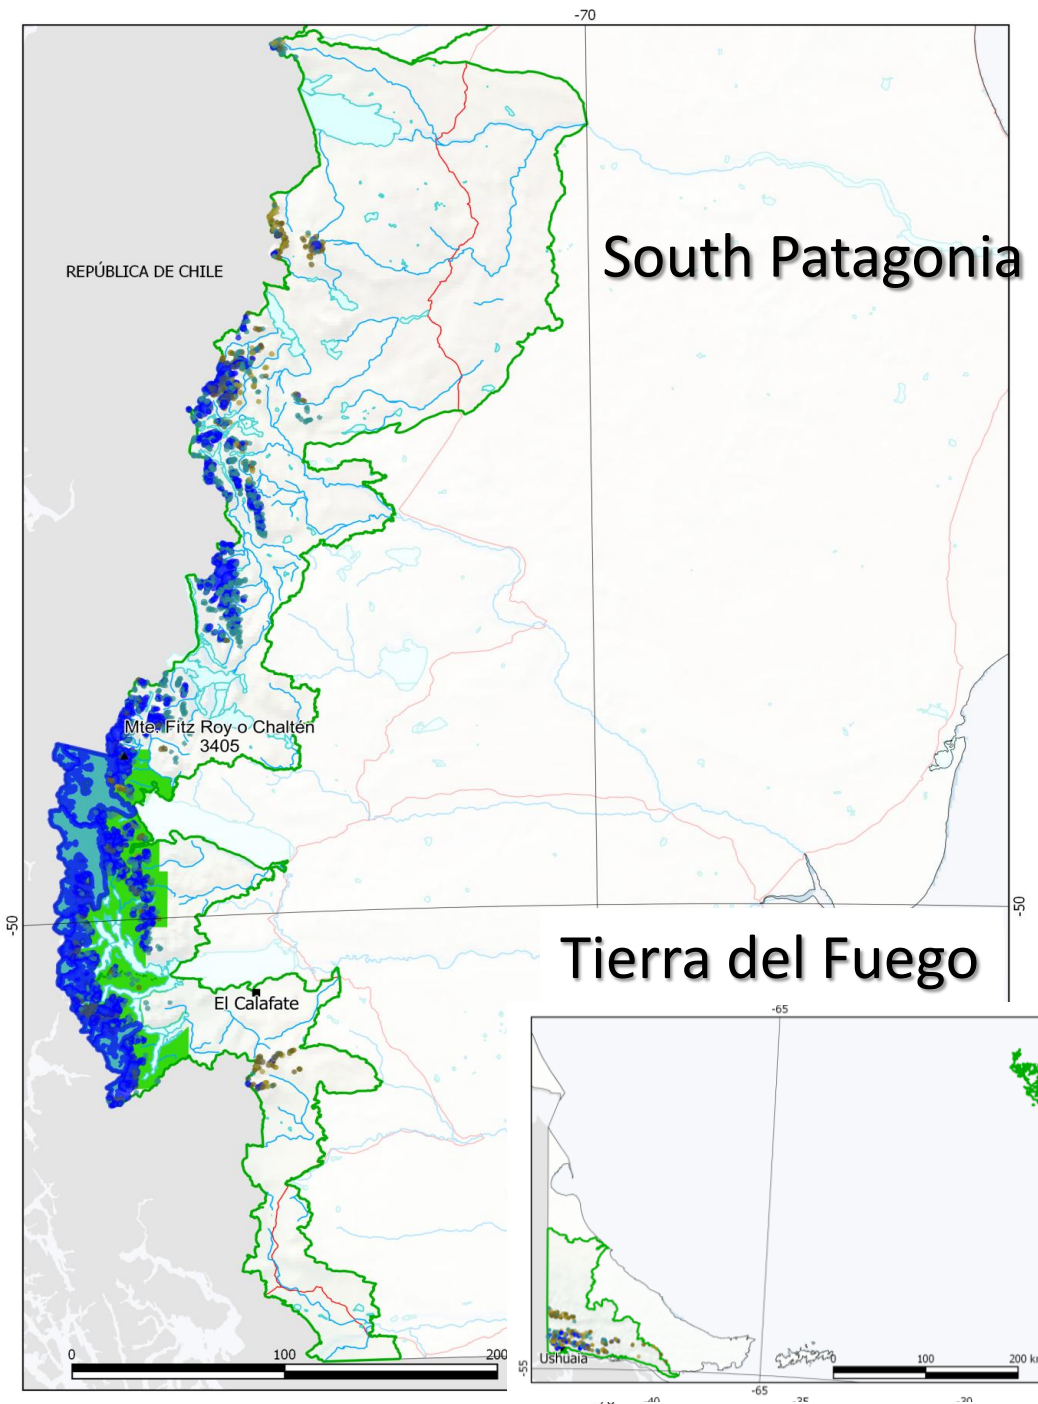 -70
South Patagonia
REPÚBLICA DE CHILE
Mte. Fitz Roy o Chaltén
3405
-50
-50
Tierra del Fuego
El Calafate
-65
Ushuaia
0 100 200
0 100 200 km
-55
-65